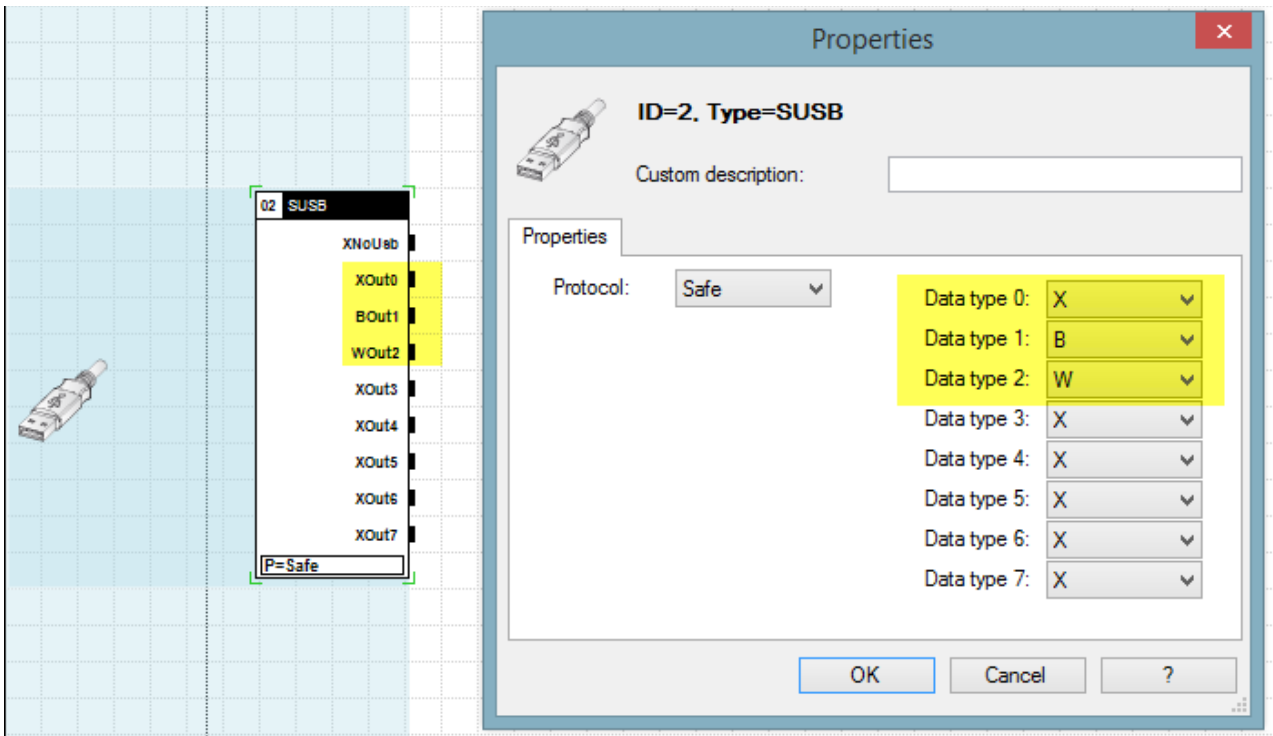 02 SUSB
XNoUsb
XOut0
BOut1
WOut2
XOut3
XOut4
XOut5
XOut6
XOut7
P=Safe
Properties
ID=2, Type=SUSB
Custom description:
Properties
Protocol: Safe
Data type 0: X
Data type 1: B
Data type 2: W
Data type 3: X
Data type 4: X
Data type 5: X
Data type 6: X
Data type 7: X
OK Cancel ?